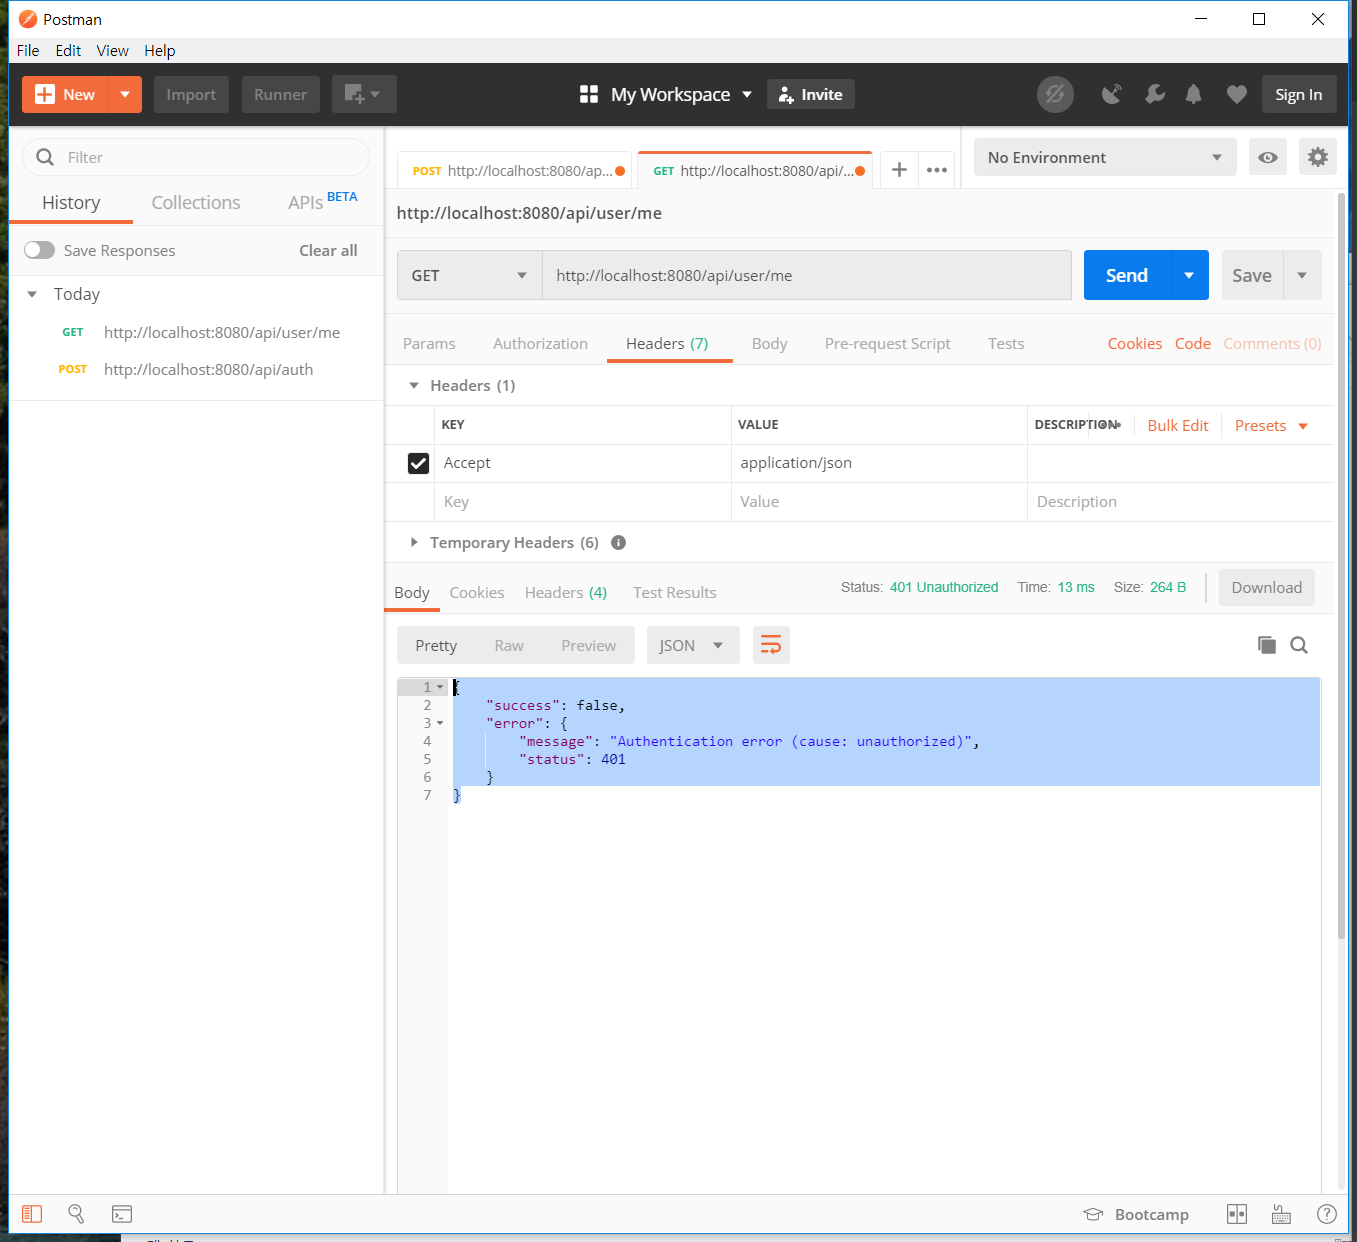 Postman
File Edit View Help
New Import Runner My Workspace Invite Sign In
Filter
History Collections APIs BETA
Save Responses Clear all
Today
GET http://localhost:8080/api/user/me
POST http://localhost:8080/api/auth
POST http://localhost:8080/ap... GET http://localhost:8080/api/... No Environment
http://localhost:8080/api/user/me
GET http://localhost:8080/api/user/me Send Save
Params Authorization Headers (7) Body Pre-request Script Tests Cookies Code Comments (0)
Headers (1)
KEY VALUE DESCRIPTION Bulk Edit Presets
Accept application/json
Key Value Description
Temporary Headers (6)
Body Cookies Headers (4) Test Results Status: 401 Unauthorized Time: 13 ms Size: 264 B Download
Pretty Raw Preview JSON
1 {
2 "success": false,
3 "error": {
4 "message": "Authentication error (cause: unauthorized)",
5 "status": 401
6 }
7 }
Bootcamp